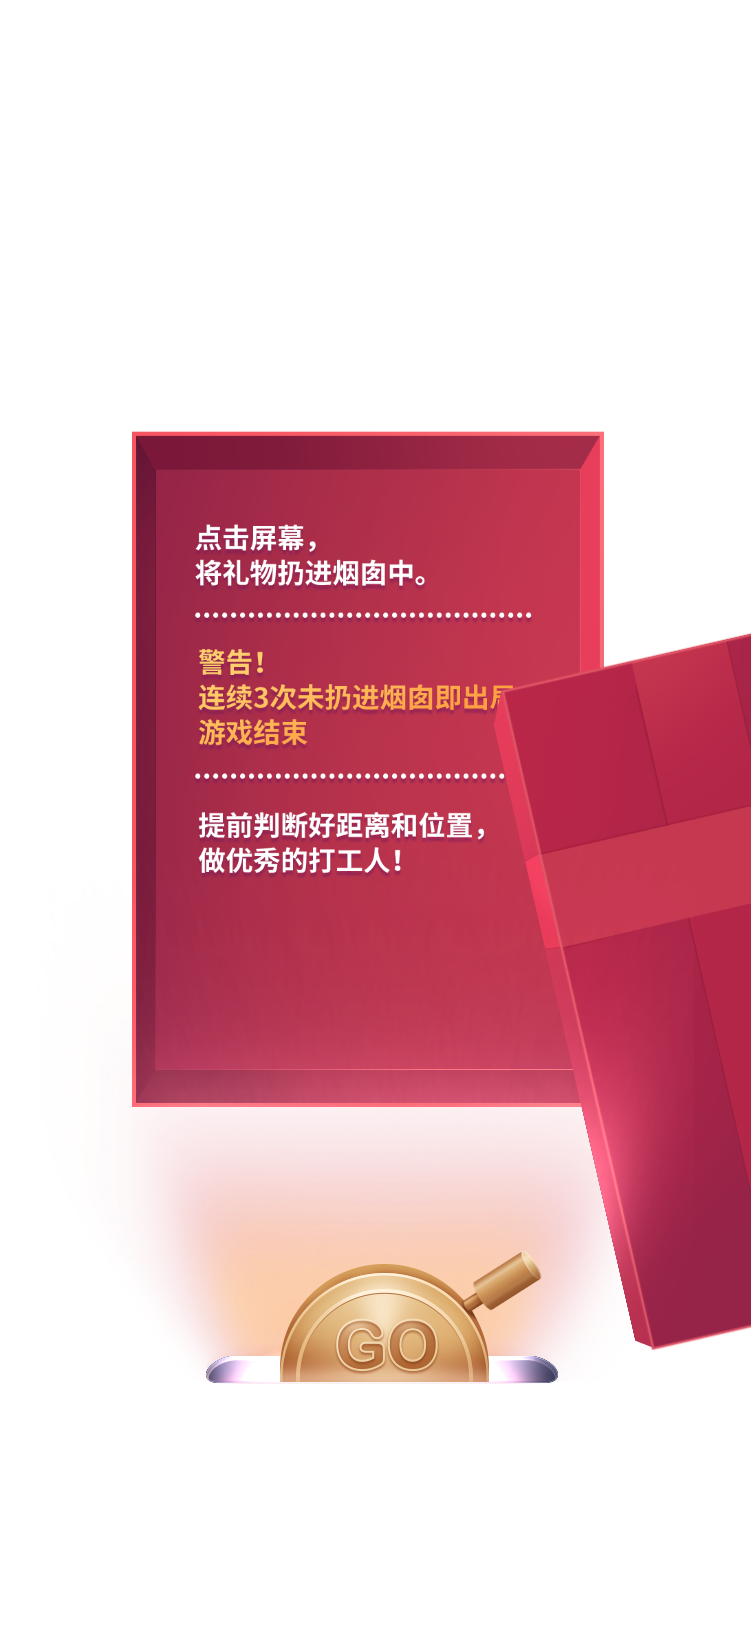 点击屏幕，
将礼物扔进烟囱中。
警告！
连续3次未扔进烟囱即出局
游戏结束
提前判断好距离和位置，
做优秀的打工人！
GO